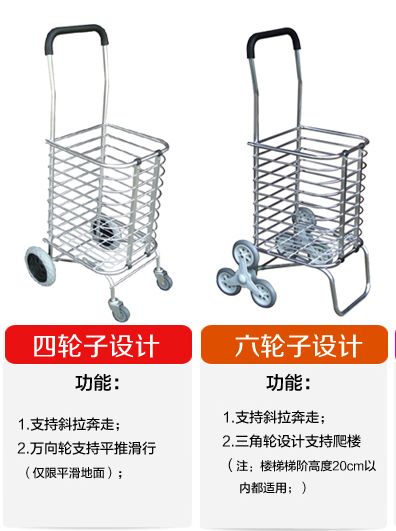 四轮子设计
功能：
1.支持斜拉奔走；
2.万向轮支持平推滑行
（仅限平滑地面）；
六轮子设计
功能：
1.支持斜拉奔走；
2.三角轮设计支持爬楼
（注：楼梯梯阶高度20cm以
内都适用；）